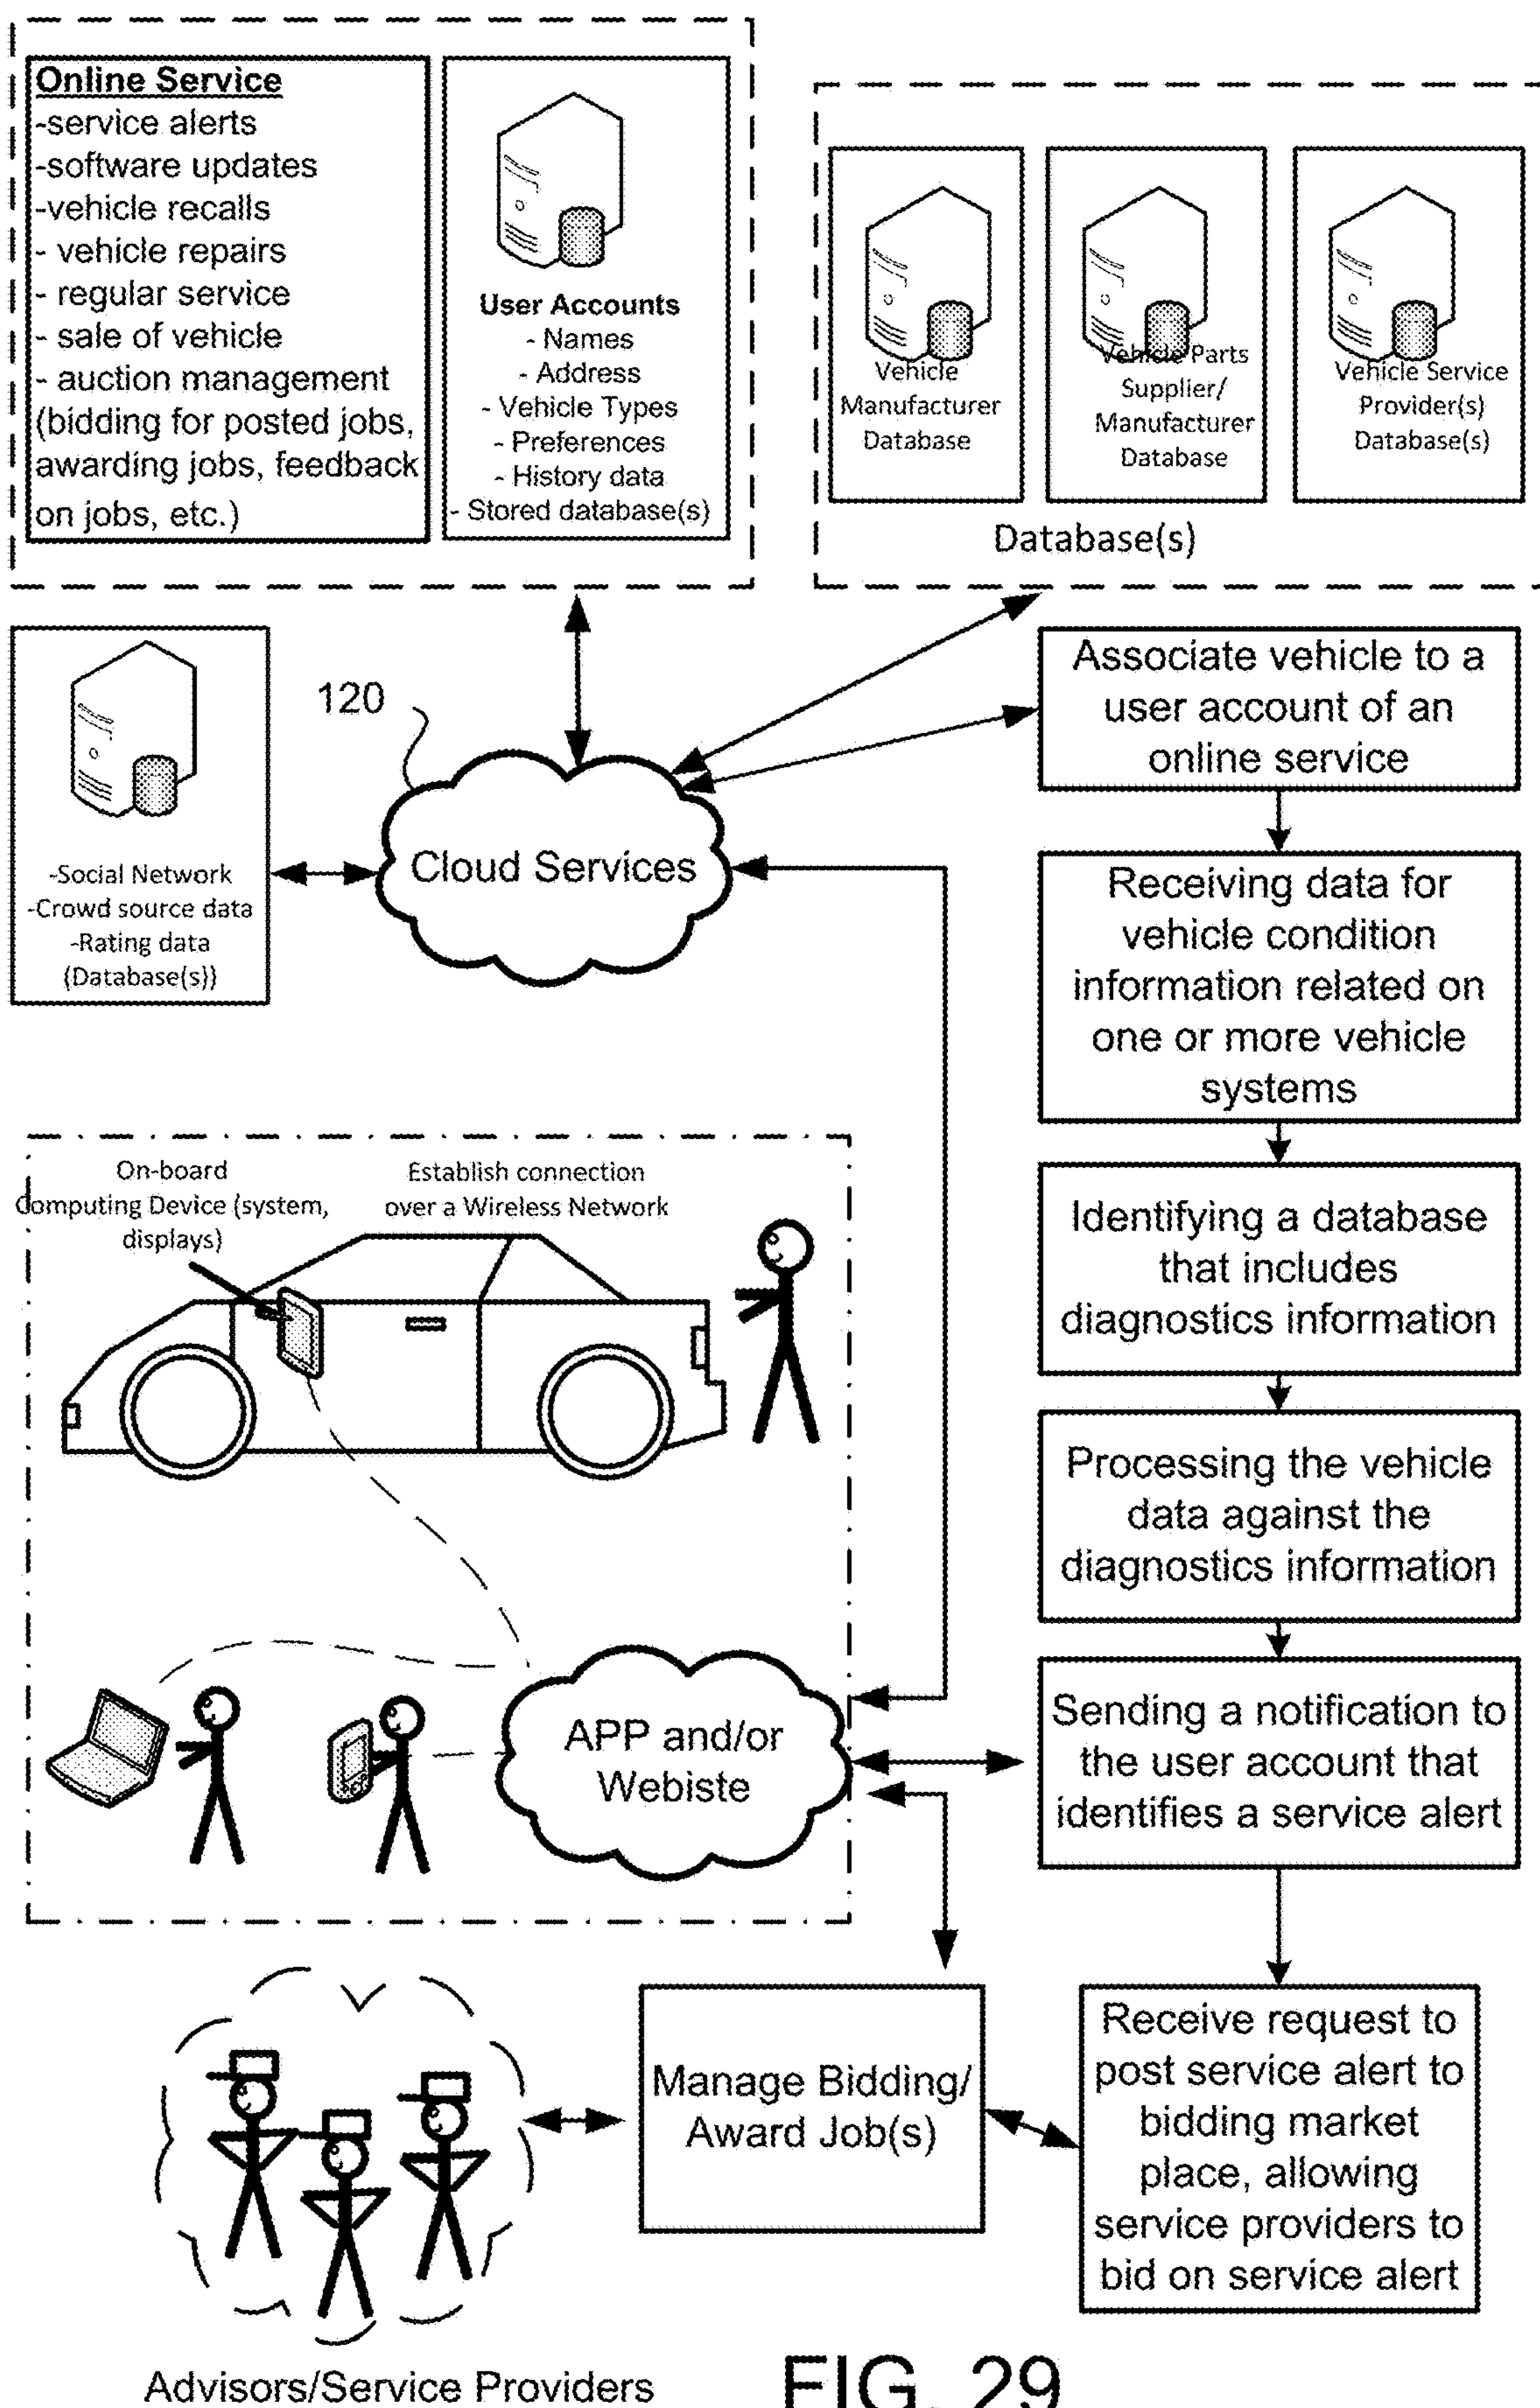 Online Service
-service alerts
-software updates
-vehicle recalls
- vehicle repairs
- regular service
- sale of vehicle
- auction management
(bidding for posted jobs,
awarding jobs, feedback
on jobs, etc.)
User Accounts
- Names
- Address
- Vehicle Types
- Preferences
- History data
- Stored database(s)
Vehicle
Manufacturer
Database
Vehicle Parts
Supplier/
Manufacturer
Database
Vehicle Service
Provider(s)
Database(s)
Database(s)
-Social Network
-Crowd source data
-Rating data
(Database(s))
120
Cloud Services
Associate vehicle to a
user account of an
online service
Receiving data for
vehicle condition
information related on
one or more vehicle
systems
Identifying a database
that includes
diagnostics information
Processing the vehicle
data against the
diagnostics information
Sending a notification to
the user account that
identifies a service alert
Receive request to
post service alert to
bidding market
place, allowing
service providers to
bid on service alert
On-board
Computing Device (system,
displays)
Establish connection
over a Wireless Network
APP and/or
Webiste
Manage Bidding/
Award Job(s)
Advisors/Service Providers
FIG. 29